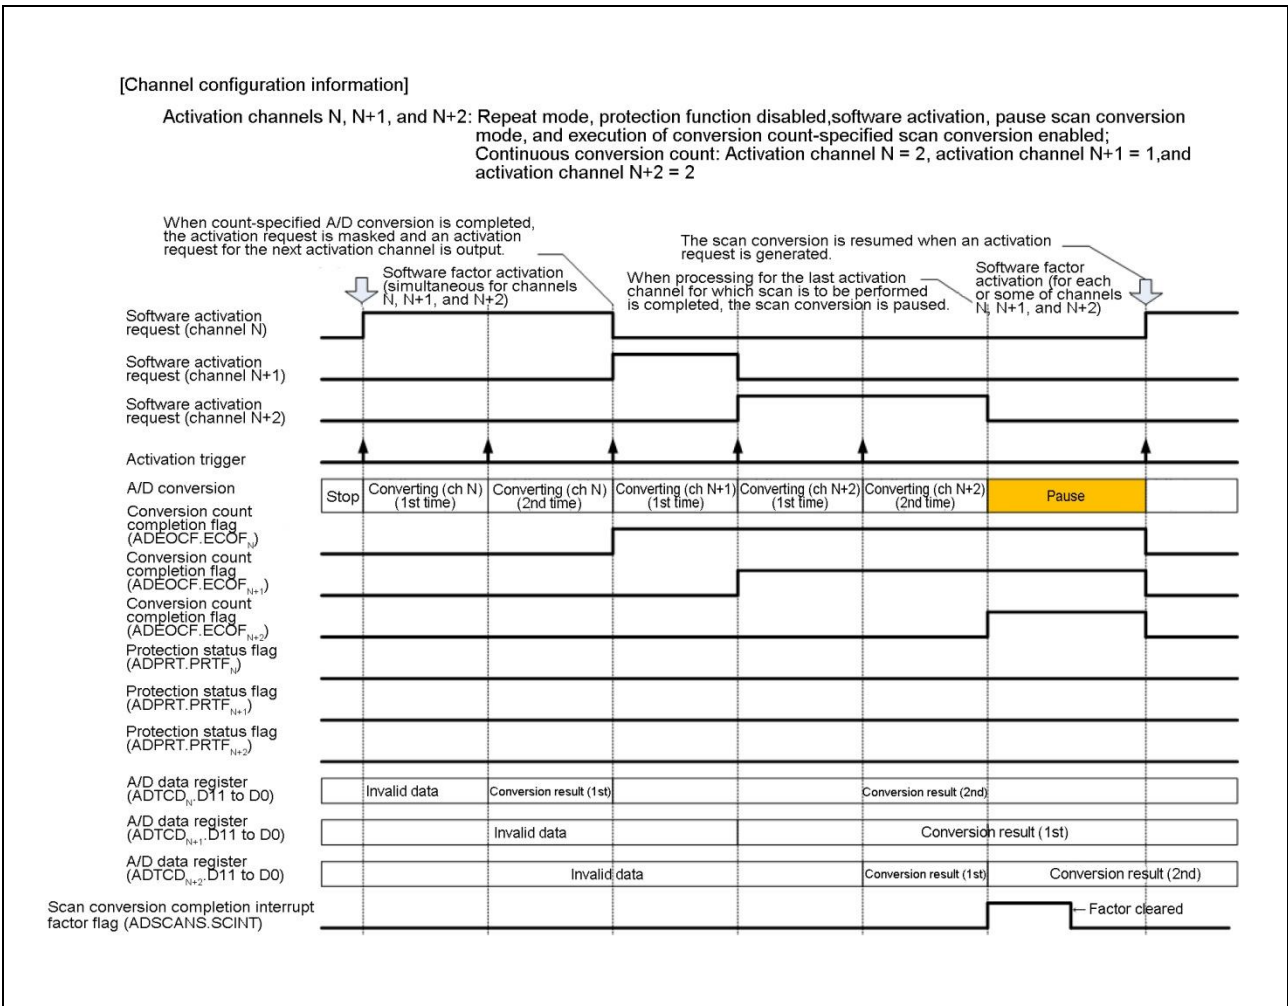 [Channel configuration information]
Activation channels N, N+1, and N+2: Repeat mode, protection function disabled,software activation, pause scan conversion
mode, and execution of conversion count-specified scan conversion enabled;
Continuous conversion count: Activation channel N = 2, activation channel N+1 = 1,and
activation channel N+2 = 2
When count-specified A/D conversion is completed,
the activation request is masked and an activation
request for the next activation channel is output.
The scan conversion is resumed when an activation
request is generated.
Software factor activation
(simultaneous for channels
N, N+1, and N+2)
When processing for the last activation
channel for which scan is to be performed
is completed, the scan conversion is paused.
Software factor
activation (for each
or some of channels
N, N+1, and N+2)
Software activation
request (channel N)
Software activation
request (channel N+1)
Software activation
request (channel N+2)
Activation trigger
A/D conversion
Stop
Converting (ch N)
(1st time)
Converting (ch N)
(2nd time)
Converting (ch N+1)
(1st time)
Converting (ch N+2)
(1st time)
Converting (ch N+2)
(2nd time)
Pause
Conversion count
completion flag
(ADEOCF.ECOF N)
Conversion count
completion flag
(ADEOCF.ECOF N+1)
Conversion count
completion flag
(ADEOCF.ECOF N+2)
Protection status flag
(ADPRT.PRTF N)
Protection status flag
(ADPRT.PRTF N+1)
Protection status flag
(ADPRT.PRTF N+2)
A/D data register
(ADTCD N.D11 to D0)
Invalid data
Conversion result (1st)
Conversion result (2nd)
A/D data register
(ADTCD N+1.D11 to D0)
Invalid data
Conversion result (1st)
A/D data register
(ADTCD N+2.D11 to D0)
Invalid data
Conversion result (1st)
Conversion result (2nd)
Scan conversion completion interrupt
factor flag (ADSCANS.SCINT)
Factor cleared